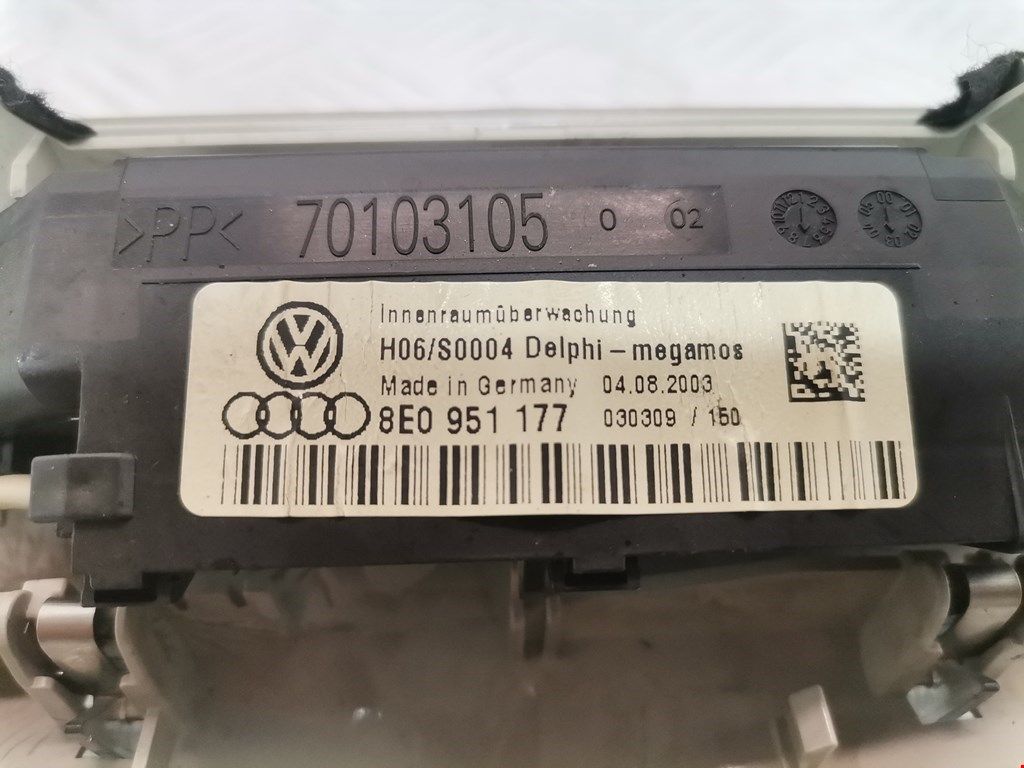 >PP< 70103105 0 02
Innenraumüberwachung
H06/S0004 Delphi - megamos
Made in Germany 04.08.2003
8E0 951 177 030309 / 150